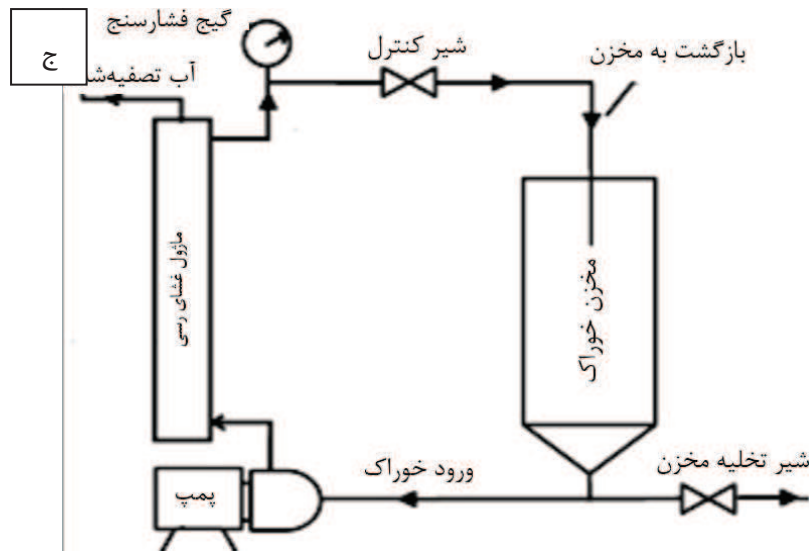 ج
گیج فشارسنج
شیر کنترل
بازگشت به مخزن
آب تصفیه‌ش
ماژول غشای رسی
مخزن خوراک
ورود خوراک
شیر تخلیه مخزن
پمپ